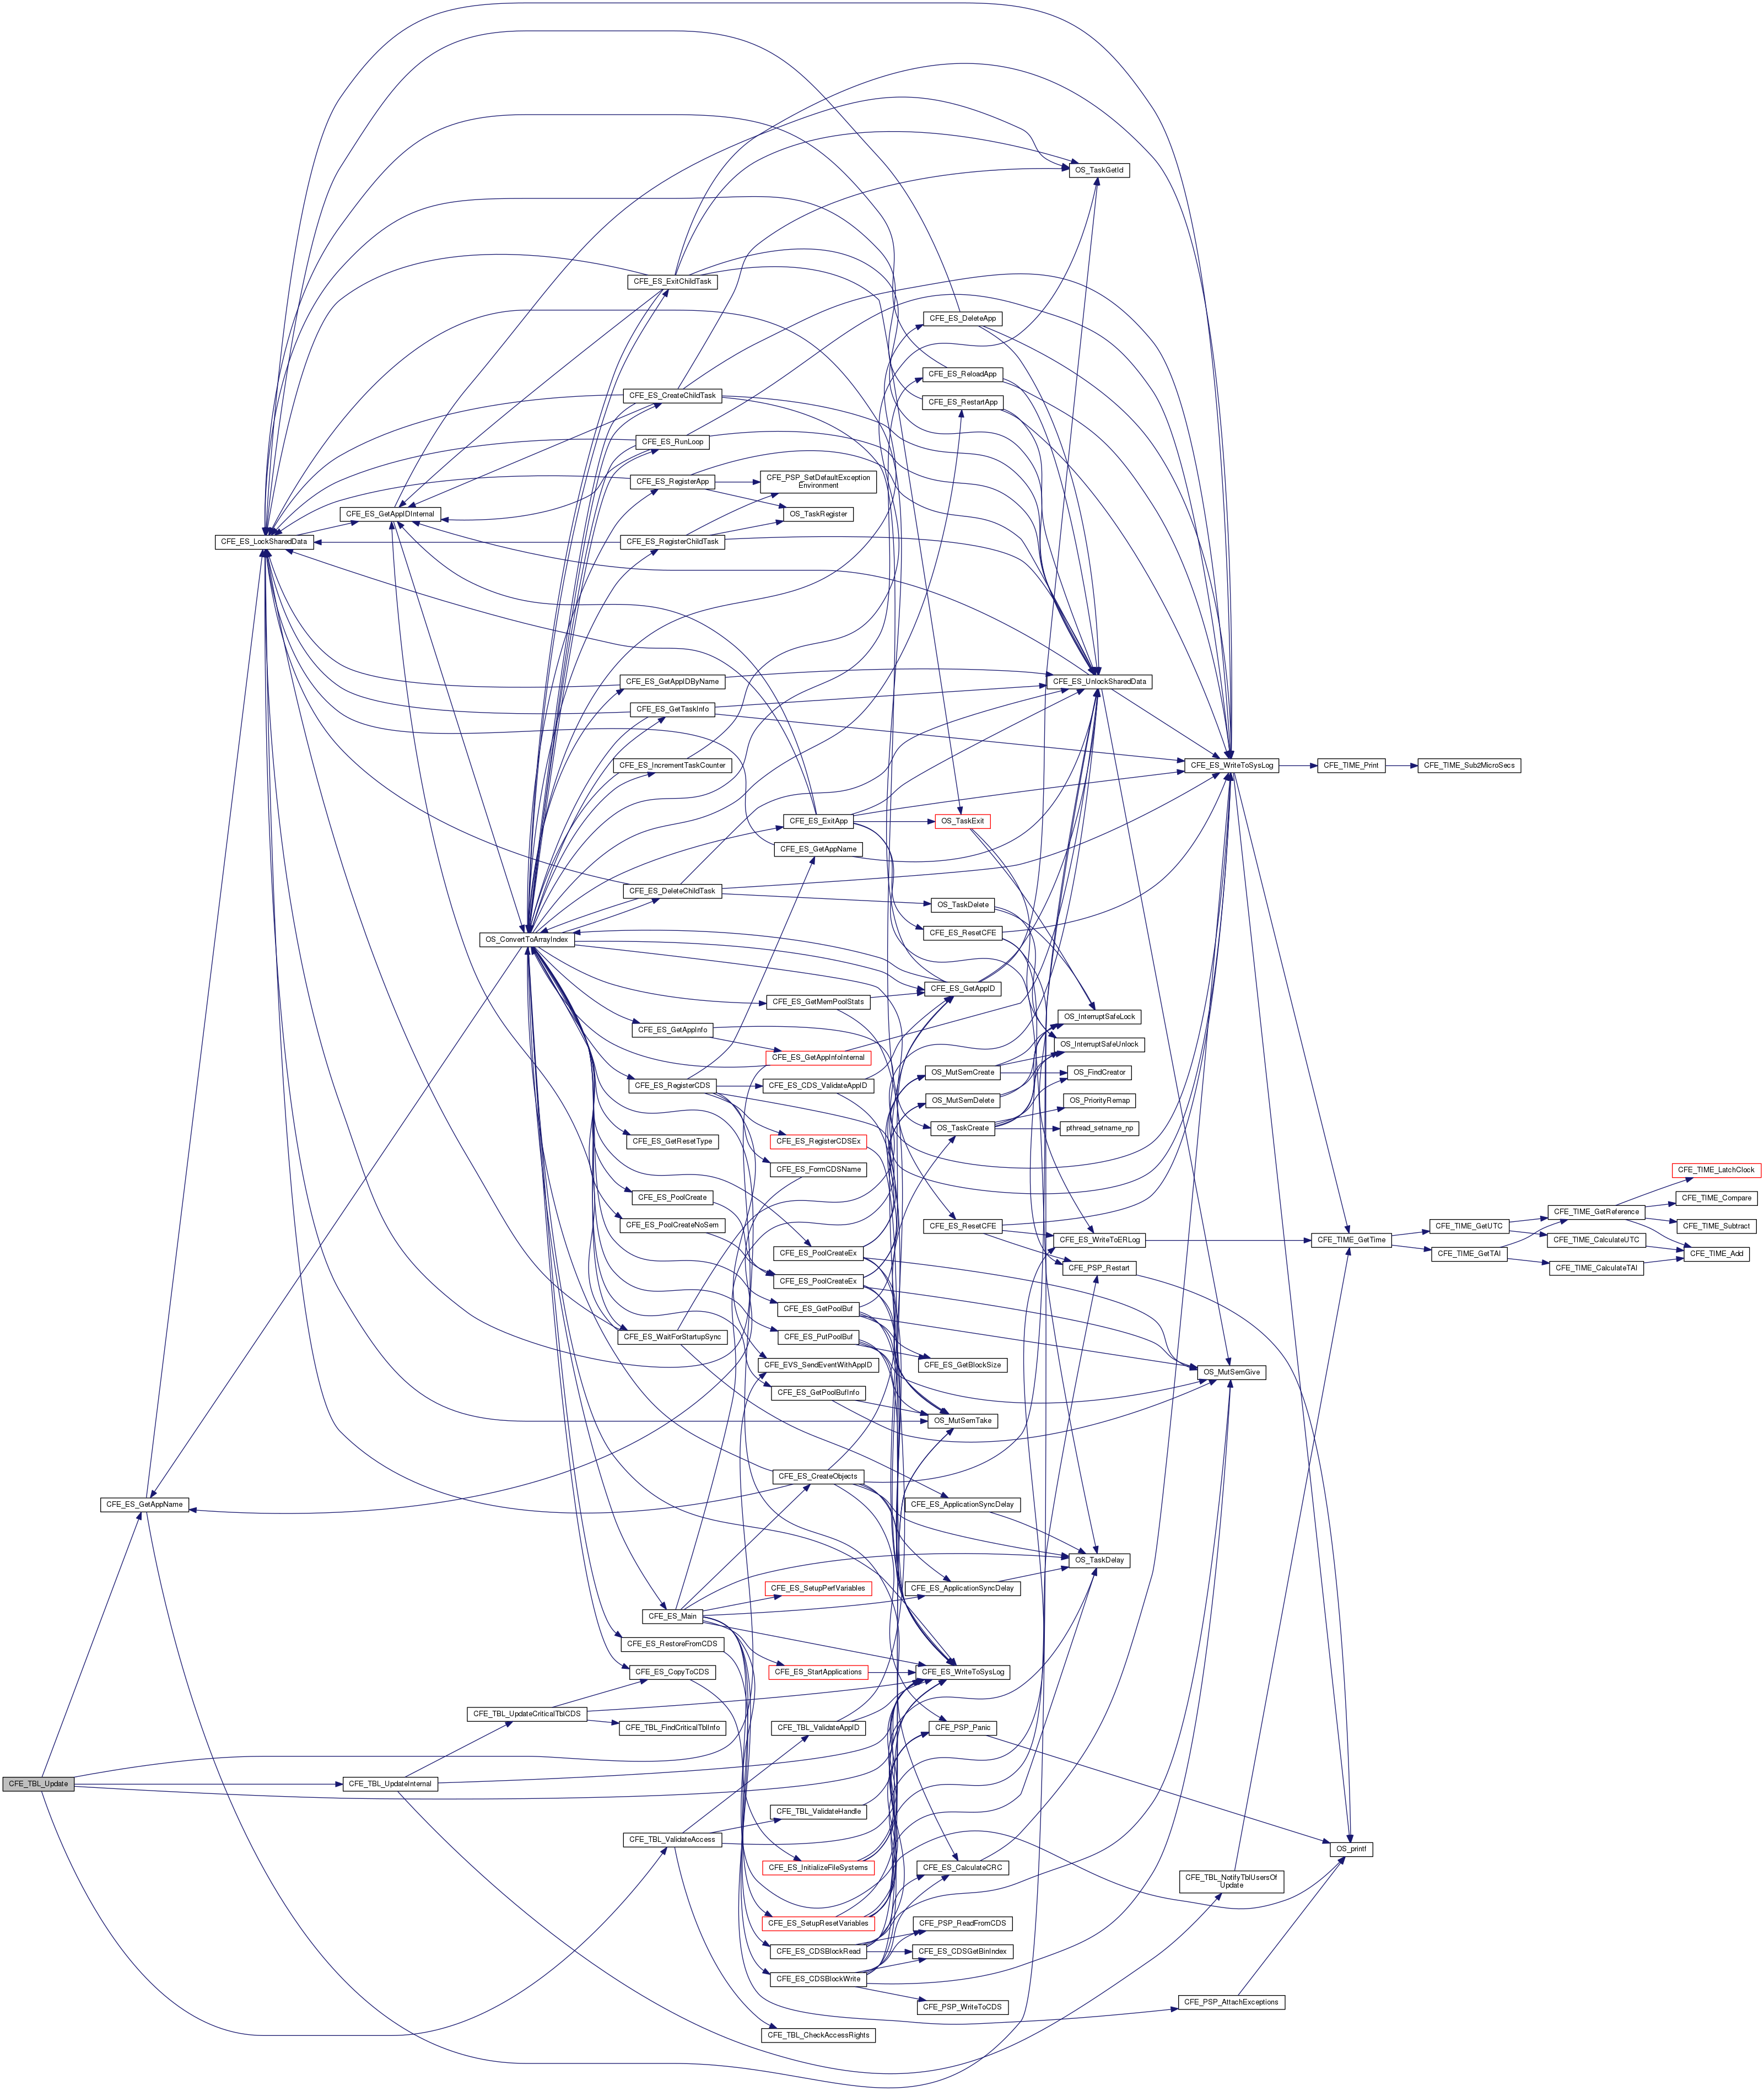 OS_TaskGetId
CFE_ES_ExitChildTask
CFE_ES_DeleteApp
CFE_ES_ReloadApp
CFE_ES_CreateChildTask
CFE_ES_RestartApp
CFE_ES_RunLoop
CFE_ES_RegisterApp
CFE_PSP_SetDefaultException
Environment
CFE_ES_GetAppIDInternal
OS_TaskRegister
CFE_ES_LockSharedData
CFE_ES_RegisterChildTask
CFE_ES_GetAppIDByName
CFE_ES_UnlockSharedData
CFE_ES_GetTaskInfo
CFE_ES_IncrementTaskCounter
CFE_ES_WriteToSysLog
CFE_TIME_Print
CFE_TIME_Sub2MicroSecs
CFE_ES_ExitApp
OS_TaskExit
CFE_ES_GetAppName
CFE_ES_DeleteChildTask
OS_TaskDelete
CFE_ES_ResetCFE
OS_ConvertToArrayIndex
CFE_ES_GetAppID
CFE_ES_GetMemPoolStats
OS_InterruptSafeLock
CFE_ES_GetAppInfo
OS_InterruptSafeUnlock
CFE_ES_GetAppInfoInternal
OS_MutSemCreate
OS_FindCreator
CFE_ES_RegisterCDS
CFE_ES_CDS_ValidateAppID
OS_MutSemDelete
OS_PriorityRemap
OS_TaskCreate
pthread_setname_np
CFE_ES_GetResetType
CFE_ES_RegisterCDSEx
CFE_ES_FormCDSName
CFE_TIME_LatchClock
CFE_ES_PoolCreate
CFE_TIME_Compare
CFE_TIME_GetReference
CFE_ES_PoolCreateNoSem
CFE_ES_ResetCFE
CFE_TIME_GetUTC
CFE_TIME_Subtract
CFE_ES_WriteToERLog
CFE_TIME_GetTime
CFE_TIME_CalculateUTC
CFE_ES_PoolCreateEx
CFE_TIME_GetTAI
CFE_TIME_Add
CFE_PSP_Restart
CFE_TIME_CalculateTAI
CFE_ES_PoolCreateEx
CFE_ES_GetPoolBuf
CFE_ES_WaitForStartupSync
CFE_ES_PutPoolBuf
CFE_EVS_SendEventWithAppID
CFE_ES_GetBlockSize
OS_MutSemGive
CFE_ES_GetPoolBufInfo
OS_MutSemTake
CFE_ES_CreateObjects
CFE_ES_GetAppName
CFE_ES_ApplicationSyncDelay
OS_TaskDelay
CFE_ES_SetupPerfVariables
CFE_ES_ApplicationSyncDelay
CFE_ES_Main
CFE_ES_RestoreFromCDS
CFE_ES_CopyToCDS
CFE_ES_StartApplications
CFE_ES_WriteToSysLog
CFE_TBL_UpdateCriticalTblCDS
CFE_TBL_FindCriticalTblInfo
CFE_TBL_ValidateAppID
CFE_PSP_Panic
CFE_TBL_Update
CFE_TBL_UpdateInternal
CFE_TBL_ValidateHandle
CFE_TBL_ValidateAccess
OS_printf
CFE_ES_InitializeFileSystems
CFE_ES_CalculateCRC
CFE_TBL_NotifyTblUsersOf
Update
CFE_ES_SetupResetVariables
CFE_PSP_ReadFromCDS
CFE_ES_CDSBlockRead
CFE_ES_CDSGetBinIndex
CFE_ES_CDSBlockWrite
CFE_PSP_AttachExceptions
CFE_PSP_WriteToCDS
CFE_TBL_CheckAccessRights